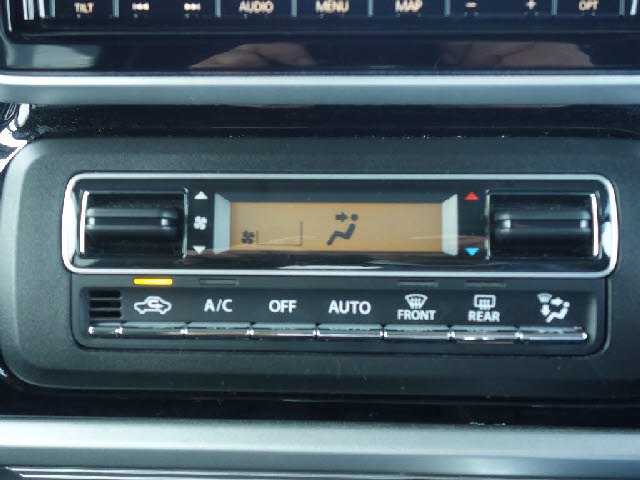 TILT AUDIO MENU MAP - + OPT
A/C OFF AUTO FRONT REAR